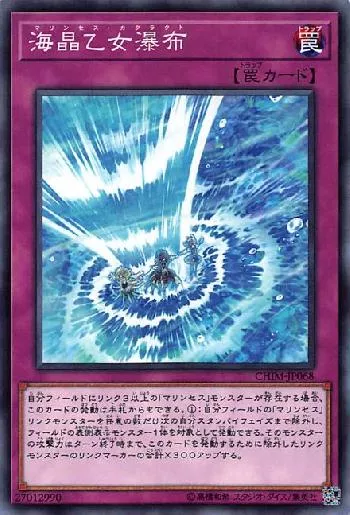 マリンセス・カタラクト
海晶乙女瀑布
トラップ
罠
トラップ
【罠カード】
CHIM-JP068
自分フィールドにリンク3以上の「マリンセス」モンスターが存在する場合、
このカードの発動は手札からもできる。①:自分フィールドの「マリンセス」
リンクモンスターを任意の数だけ次の自分スタンバイフェイズまで除外し、
フィールドの表側表示モンスター1体を対象として発動できる。そのモンスター
の攻撃力はターン終了時まで、このカードを発動するために除外したリンク
モンスターのリンクマーカーの合計×300アップする。
27012990
©高橋和希 スタジオ・ダイス/集英社